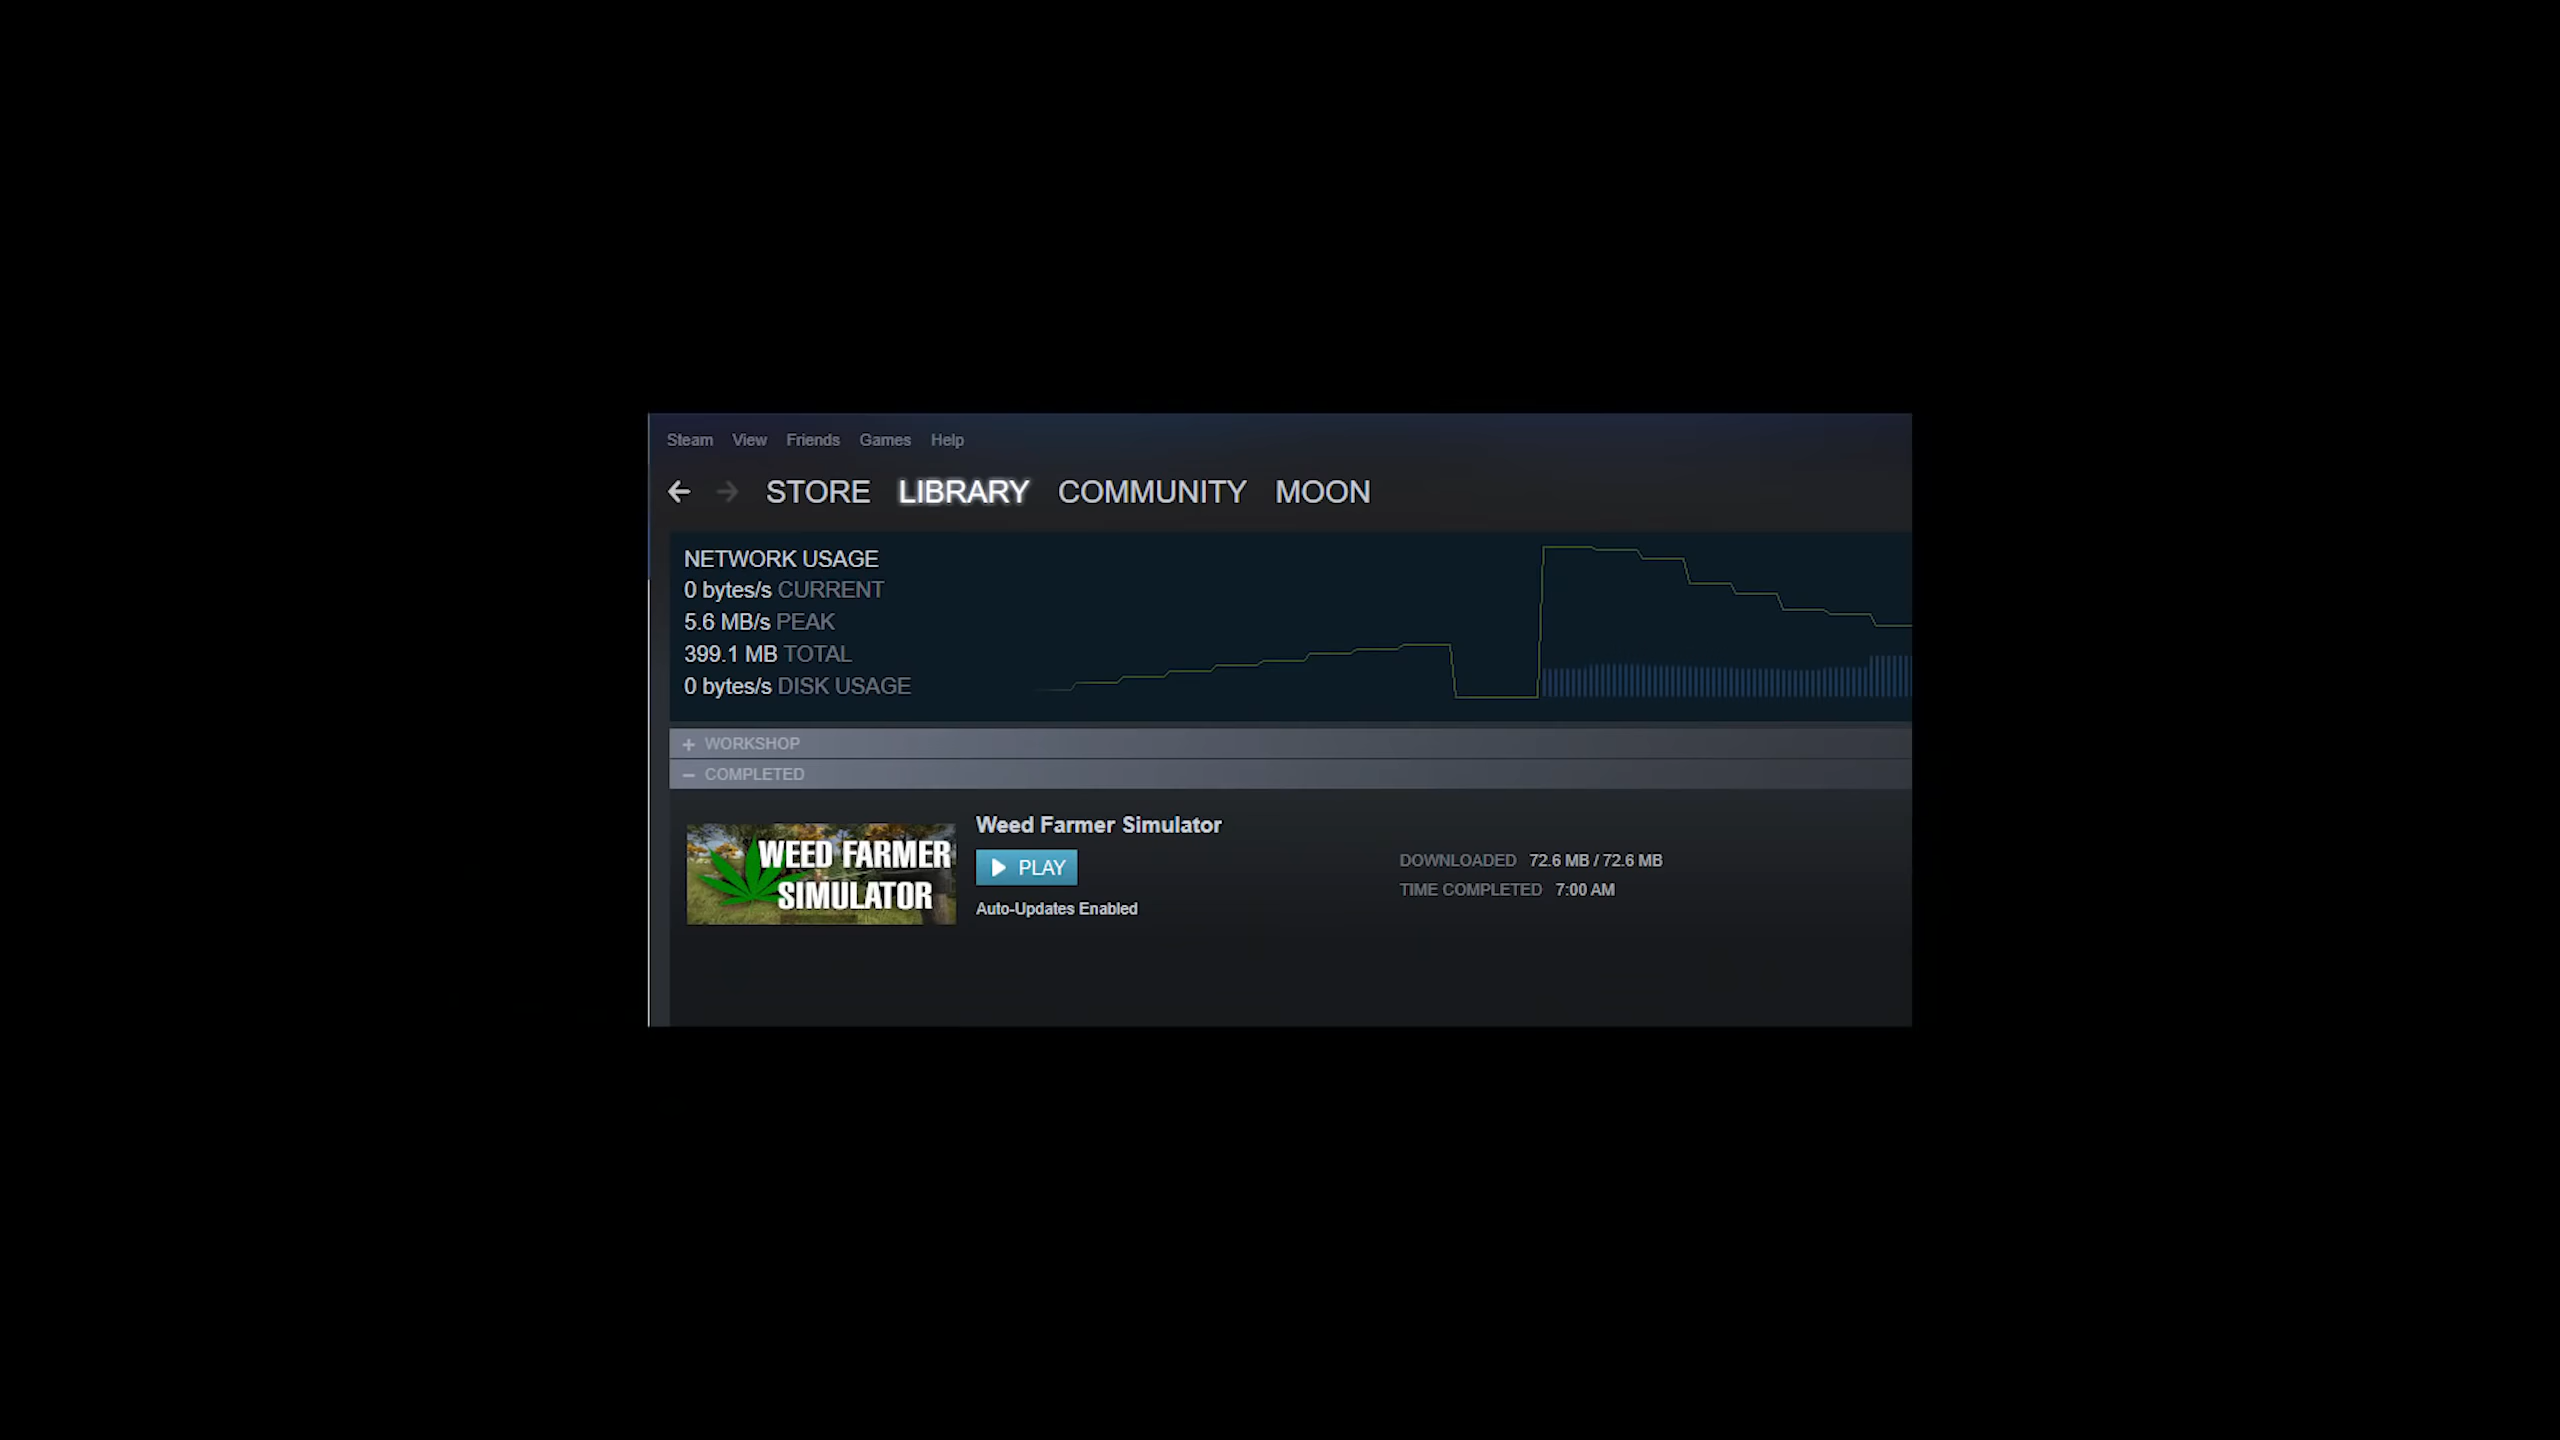 Steam View Friends Games Help
STORE LIBRARY COMMUNITY MOON
NETWORK USAGE
0 bytes/s CURRENT
5.6 MB/s PEAK
399.1 MB TOTAL
0 bytes/s DISK USAGE
+ WORKSHOP
– COMPLETED
WEED FARMER
SIMULATOR
Weed Farmer Simulator
PLAY
Auto-Updates Enabled
DOWNLOADED 72.6 MB / 72.6 MB
TIME COMPLETED 7:00 AM